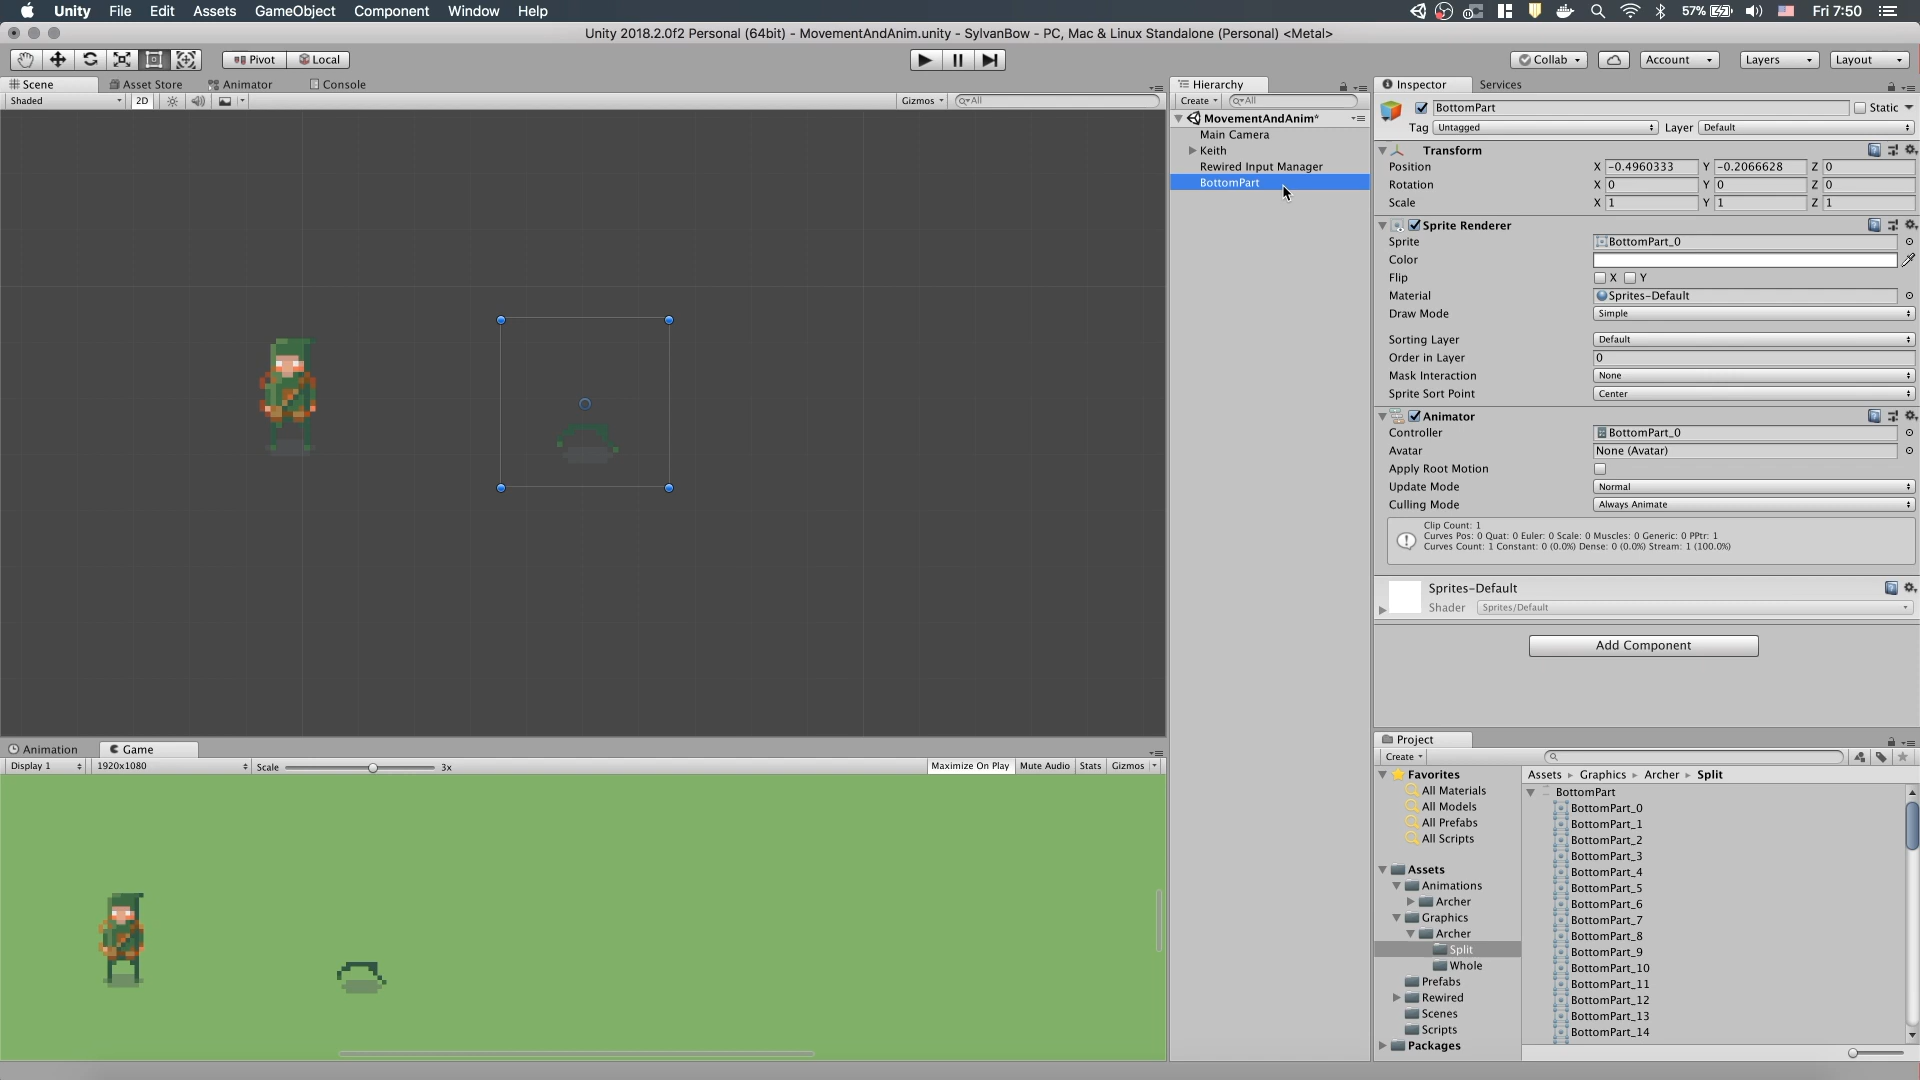 Unity File Edit Assets GameObject Component Window Help 57% Fri 7:50
Unity 2018.2.0f2 Personal (64bit) - MovementAndAnim.unity - SylvanBow - PC, Mac & Linux Standalone (Personal) <Metal>
Pivot Local Collab Account Layers Layout
Scene Asset Store Animator Console
Shaded 2D Gizmos All
Hierarchy
Create All
MovementAndAnim*
Main Camera
Keith
Rewired Input Manager
BottomPart
Inspector Services
BottomPart Static
Tag Untagged Layer Default
Transform
Position X -0.4960333 Y -0.2066628 Z 0
Rotation X 0 Y 0 Z 0
Scale X 1 Y 1 Z 1
Sprite Renderer
Sprite BottomPart_0
Color
Flip X Y
Material Sprites-Default
Draw Mode Simple
Sorting Layer Default
Order in Layer 0
Mask Interaction None
Sprite Sort Point Center
Animator
Controller BottomPart_0
Avatar None (Avatar)
Apply Root Motion
Update Mode Normal
Culling Mode Always Animate
Clip Count: 1
Curves Pos: 0 Quat: 0 Euler: 0 Scale: 0 Muscles: 0 Generic: 0 PPtr: 1
Curves Count: 1 Constant: 0 (0.0%) Dense: 0 (0.0%) Stream: 1 (100.0%)
Sprites-Default
Shader Sprites/Default
Add Component
Animation Game
Display 1 1920x1080 Scale 3x Maximize On Play Mute Audio Stats Gizmos
Project
Create
Favorites
All Materials
All Models
All Prefabs
All Scripts
Assets
Animations
Archer
Graphics
Archer
Split
Whole
Prefabs
Rewired
Scenes
Scripts
Packages
Assets Graphics Archer Split
BottomPart
BottomPart_0
BottomPart_1
BottomPart_2
BottomPart_3
BottomPart_4
BottomPart_5
BottomPart_6
BottomPart_7
BottomPart_8
BottomPart_9
BottomPart_10
BottomPart_11
BottomPart_12
BottomPart_13
BottomPart_14